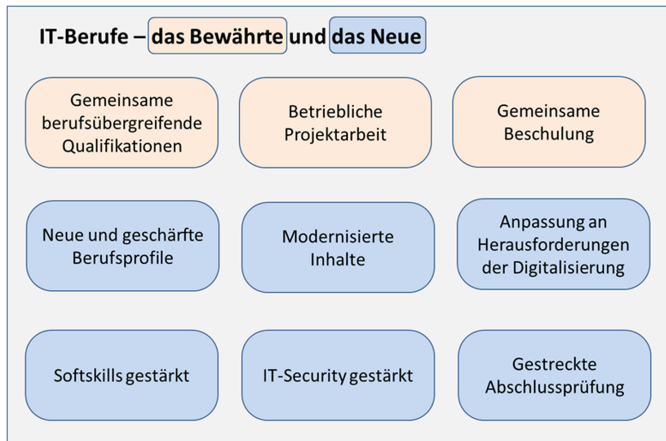 IT-Berufe – das Bewährte und das Neue
Gemeinsame
berufsübergreifende
Qualifikationen
Betriebliche
Projektarbeit
Gemeinsame
Beschulung
Neue und geschärfte
Berufsprofile
Modernisierte
Inhalte
Anpassung an
Herausforderungen
der Digitalisierung
Softskills gestärkt
IT-Security gestärkt
Gestreckte
Abschlussprüfung